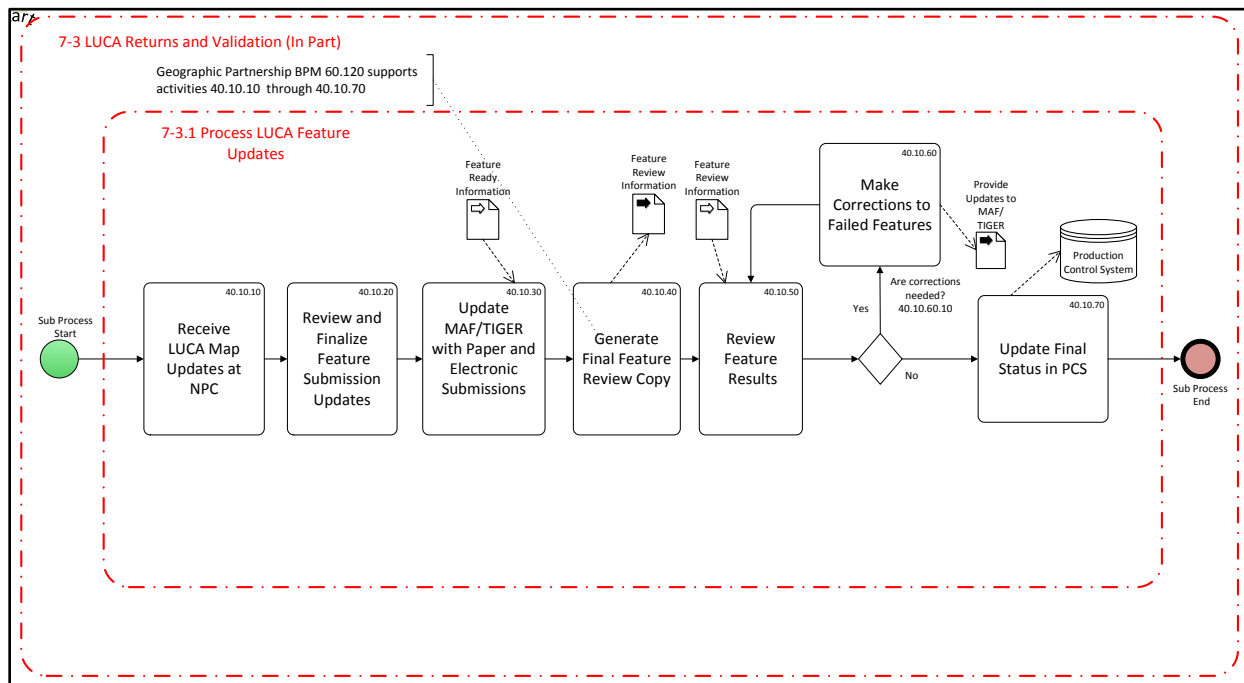 ary
7-3 LUCA Returns and Validation (In Part)
Geographic Partnership BPM 60.120 supports
activities 40.10.10 through 40.10.70
7-3.1 Process LUCA Feature
Updates
Feature
Ready
Information
Feature
Review
Information
Feature
Review
Information
40.10.60
Make
Corrections to
Failed Features
Provide
Updates to
MAF/
TIGER
Production
Control System
Sub Process
Start
40.10.10
Receive
LUCA Map
Updates at
NPC
40.10.20
Review and
Finalize
Feature
Submission
Updates
40.10.30
Update
MAF/TIGER
with Paper and
Electronic
Submissions
40.10.40
Generate
Final Feature
Review Copy
40.10.50
Review
Feature
Results
Yes
Are corrections
needed?
40.10.60.10
No
40.10.70
Update Final
Status in PCS
Sub Process
End